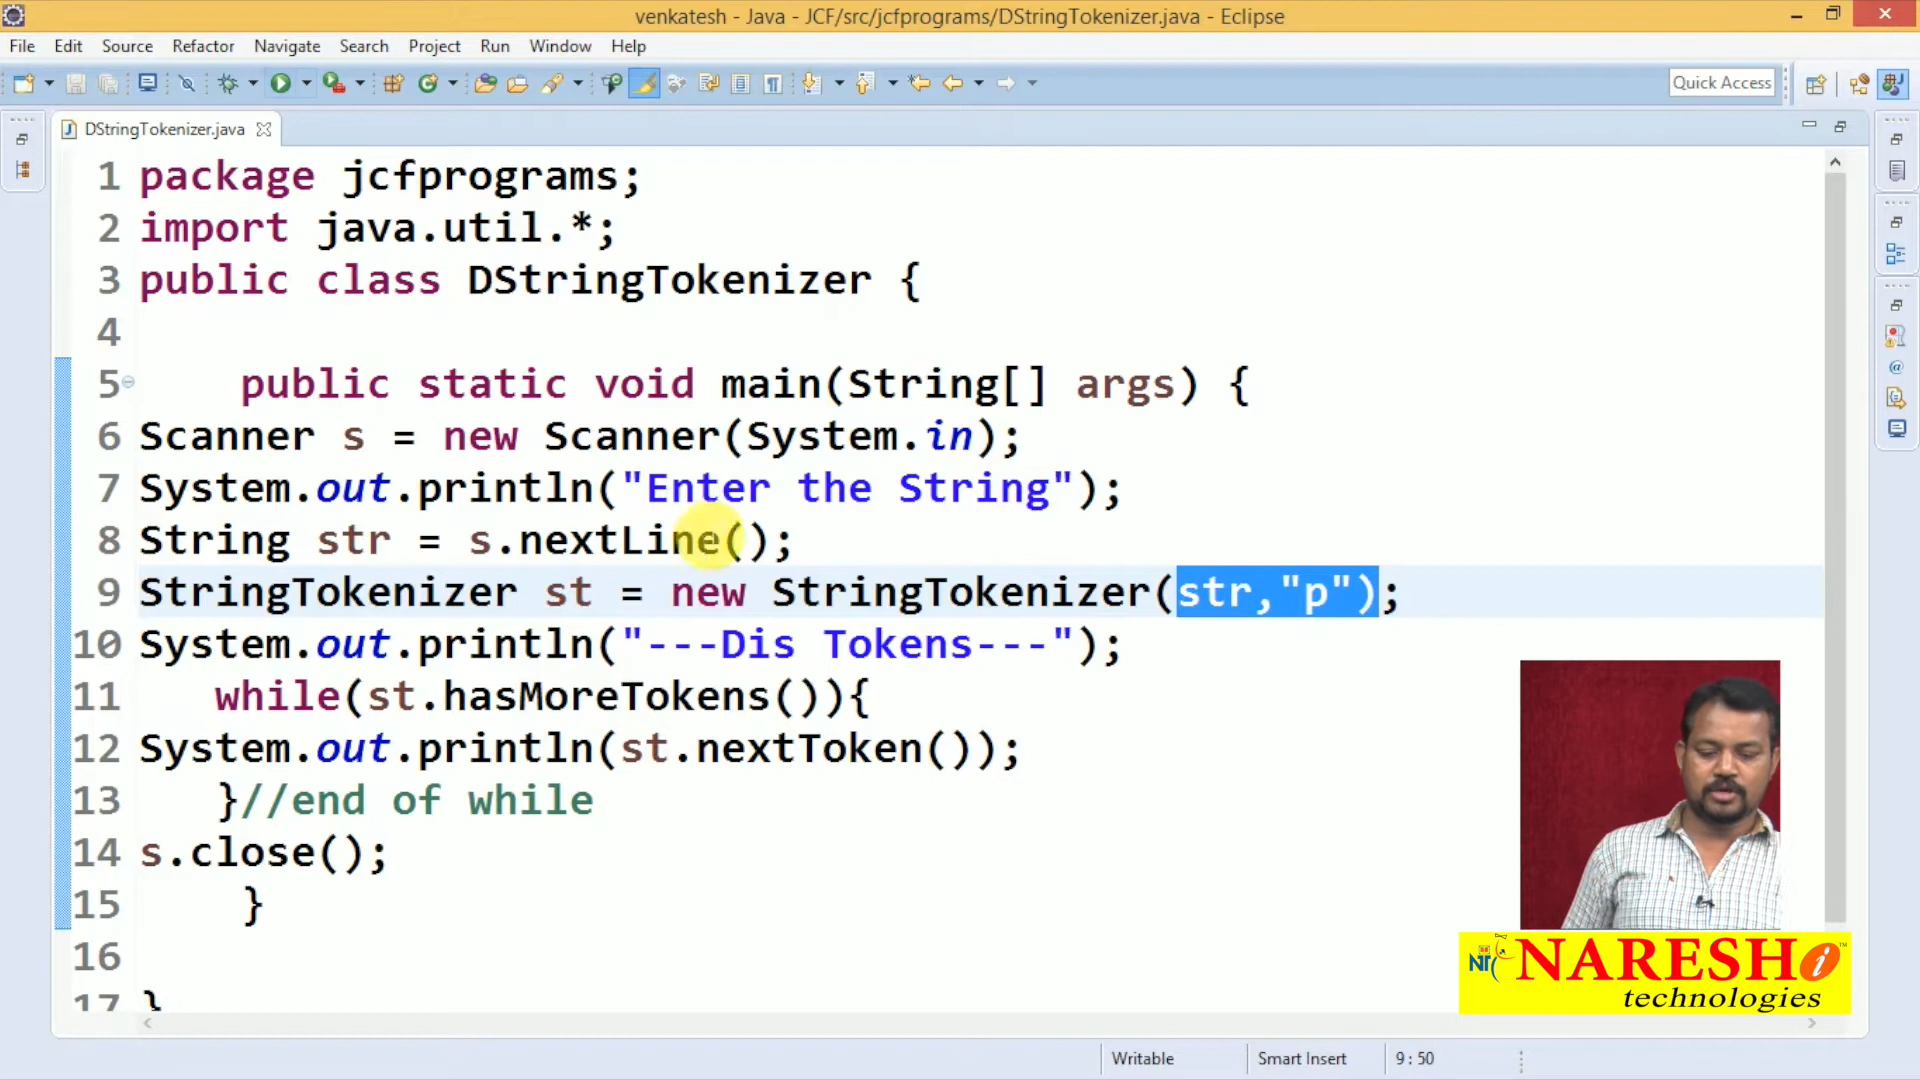 venkatesh - Java - JCF/src/jcfprograms/DStringTokenizer.java - Eclipse
File Edit Source Refactor Navigate Search Project Run Window Help
Quick Access
DStringTokenizer.java
1 package jcfprograms;
2 import java.util.*;
3 public class DStringTokenizer {
4
5 public static void main(String[] args) {
6 Scanner s = new Scanner(System.in);
7 System.out.println("Enter the String");
8 String str = s.nextLine();
9 StringTokenizer st = new StringTokenizer(str,"p");
10 System.out.println("---Dis Tokens---");
11 while(st.hasMoreTokens()){
12 System.out.println(st.nextToken());
13 }//end of while
14 s.close();
15 }
16
17 }
NT NARESH i ™
technologies
Writable Smart Insert 9 : 50